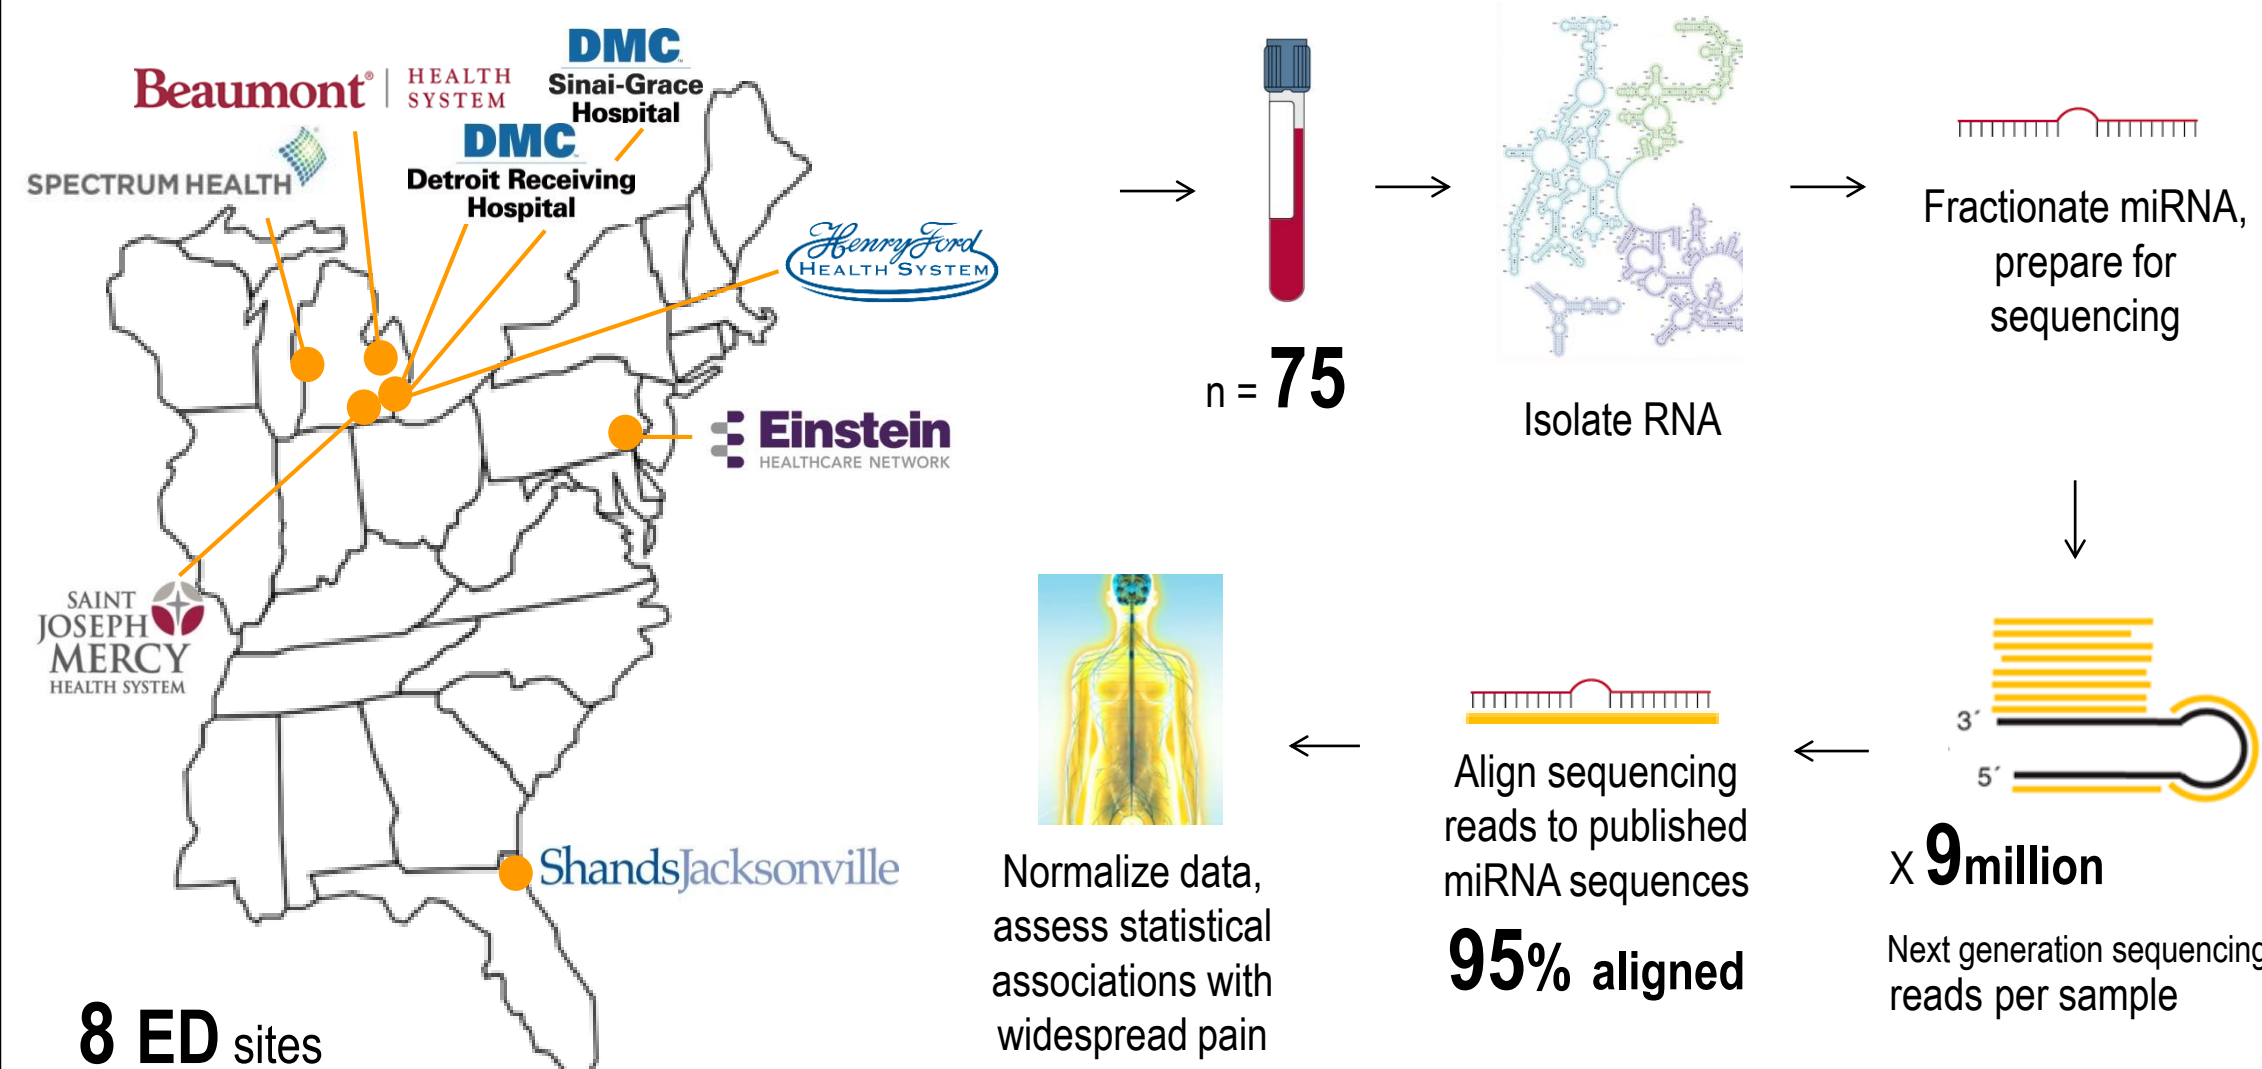 DMC
Sinai-Grace
Hospital
Beaumont® | HEALTH
SYSTEM
DMC
Detroit Receiving
Hospital
SPECTRUM HEALTH
Henry Ford
HEALTH SYSTEM
Einstein
HEALTHCARE NETWORK
SAINT
JOSEPH
MERCY
HEALTH SYSTEM
ShandsJacksonville
8 ED sites
n = 75
Isolate RNA
Fractionate miRNA,
prepare for
sequencing
3´
5´
X 9million
Next generation sequencing
reads per sample
Align sequencing
reads to published
miRNA sequences
95% aligned
Normalize data,
assess statistical
associations with
widespread pain